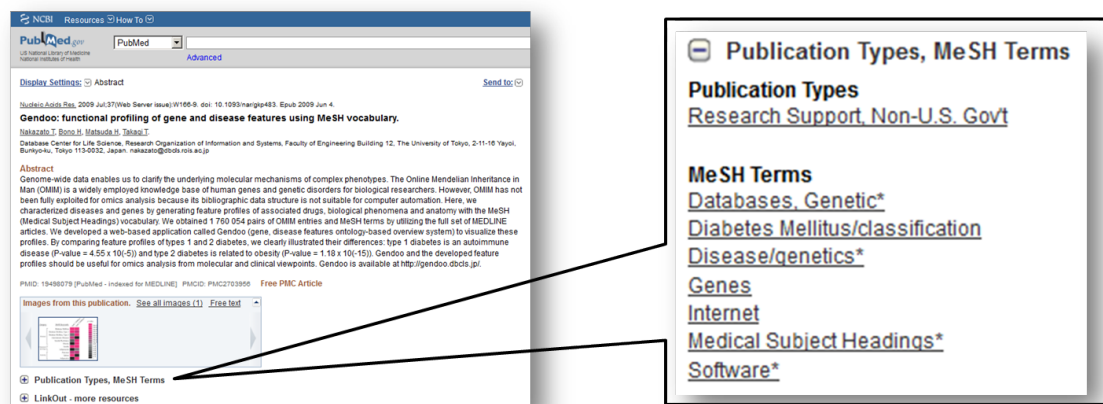 NCBI Resources How To
PubMed.gov
US National Library of Medicine
National Institutes of Health
PubMed
Advanced
Display Settings: Abstract
Send to:
Nucleic Acids Res. 2009 Jul;37(Web Server issue):W166-9. doi: 10.1093/nar/gkp483. Epub 2009 Jun 4.
Gendoo: functional profiling of gene and disease features using MeSH vocabulary.
Nakazato T, Bono H, Matsuda H, Takagi T.
Database Center for Life Science, Research Organization of Information and Systems, Faculty of Engineering Building 12, The University of Tokyo, 2-11-16 Yayoi,
Bunkyo-ku, Tokyo 113-0032, Japan. nakazato@dbcls.rois.ac.jp
Abstract
Genome-wide data enables us to clarify the underlying molecular mechanisms of complex phenotypes. The Online Mendelian Inheritance in
Man (OMIM) is a widely employed knowledge base of human genes and genetic disorders for biological researchers. However, OMIM has not
been fully exploited for omics analysis because its bibliographic data structure is not suitable for computer automation. Here, we
characterized diseases and genes by generating feature profiles of associated drugs, biological phenomena and anatomy with the MeSH
(Medical Subject Headings) vocabulary. We obtained 1 760 054 pairs of OMIM entries and MeSH terms by utilizing the full set of MEDLINE
articles. We developed a web-based application called Gendoo (gene, disease features ontology-based overview system) to visualize these
profiles. By comparing feature profiles of types 1 and 2 diabetes, we clearly illustrated their differences: type 1 diabetes is an autoimmune
disease (P-value = 4.55 x 10(-5)) and type 2 diabetes is related to obesity (P-value = 1.18 x 10(-15)). Gendoo and the developed feature
profiles should be useful for omics analysis from molecular and clinical viewpoints. Gendoo is available at http://gendoo.dbcls.jp/.
PMID: 19498079 [PubMed - indexed for MEDLINE] PMCID: PMC2703956 Free PMC Article
Images from this publication. See all images (1) Free text
Publication Types, MeSH Terms
LinkOut - more resources
Publication Types, MeSH Terms
Publication Types
Research Support, Non-U.S. Gov't
MeSH Terms
Databases, Genetic*
Diabetes Mellitus/classification
Disease/genetics*
Genes
Internet
Medical Subject Headings*
Software*